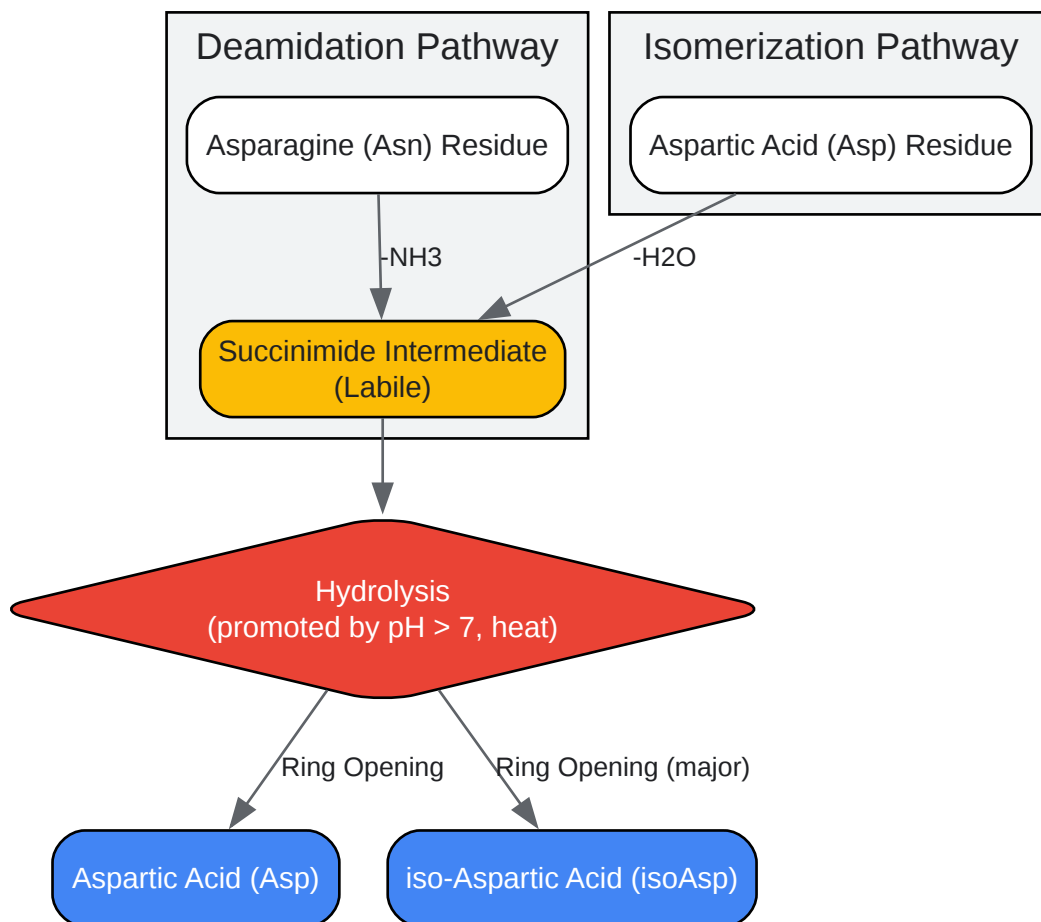 Deamidation Pathway
Isomerization Pathway
Asparagine (Asn) Residue
Aspartic Acid (Asp) Residue
-NH3
-H2O
Succinimide Intermediate
(Labile)
Hydrolysis
(promoted by pH > 7, heat)
Ring Opening
Ring Opening (major)
Aspartic Acid (Asp)
iso-Aspartic Acid (isoAsp)